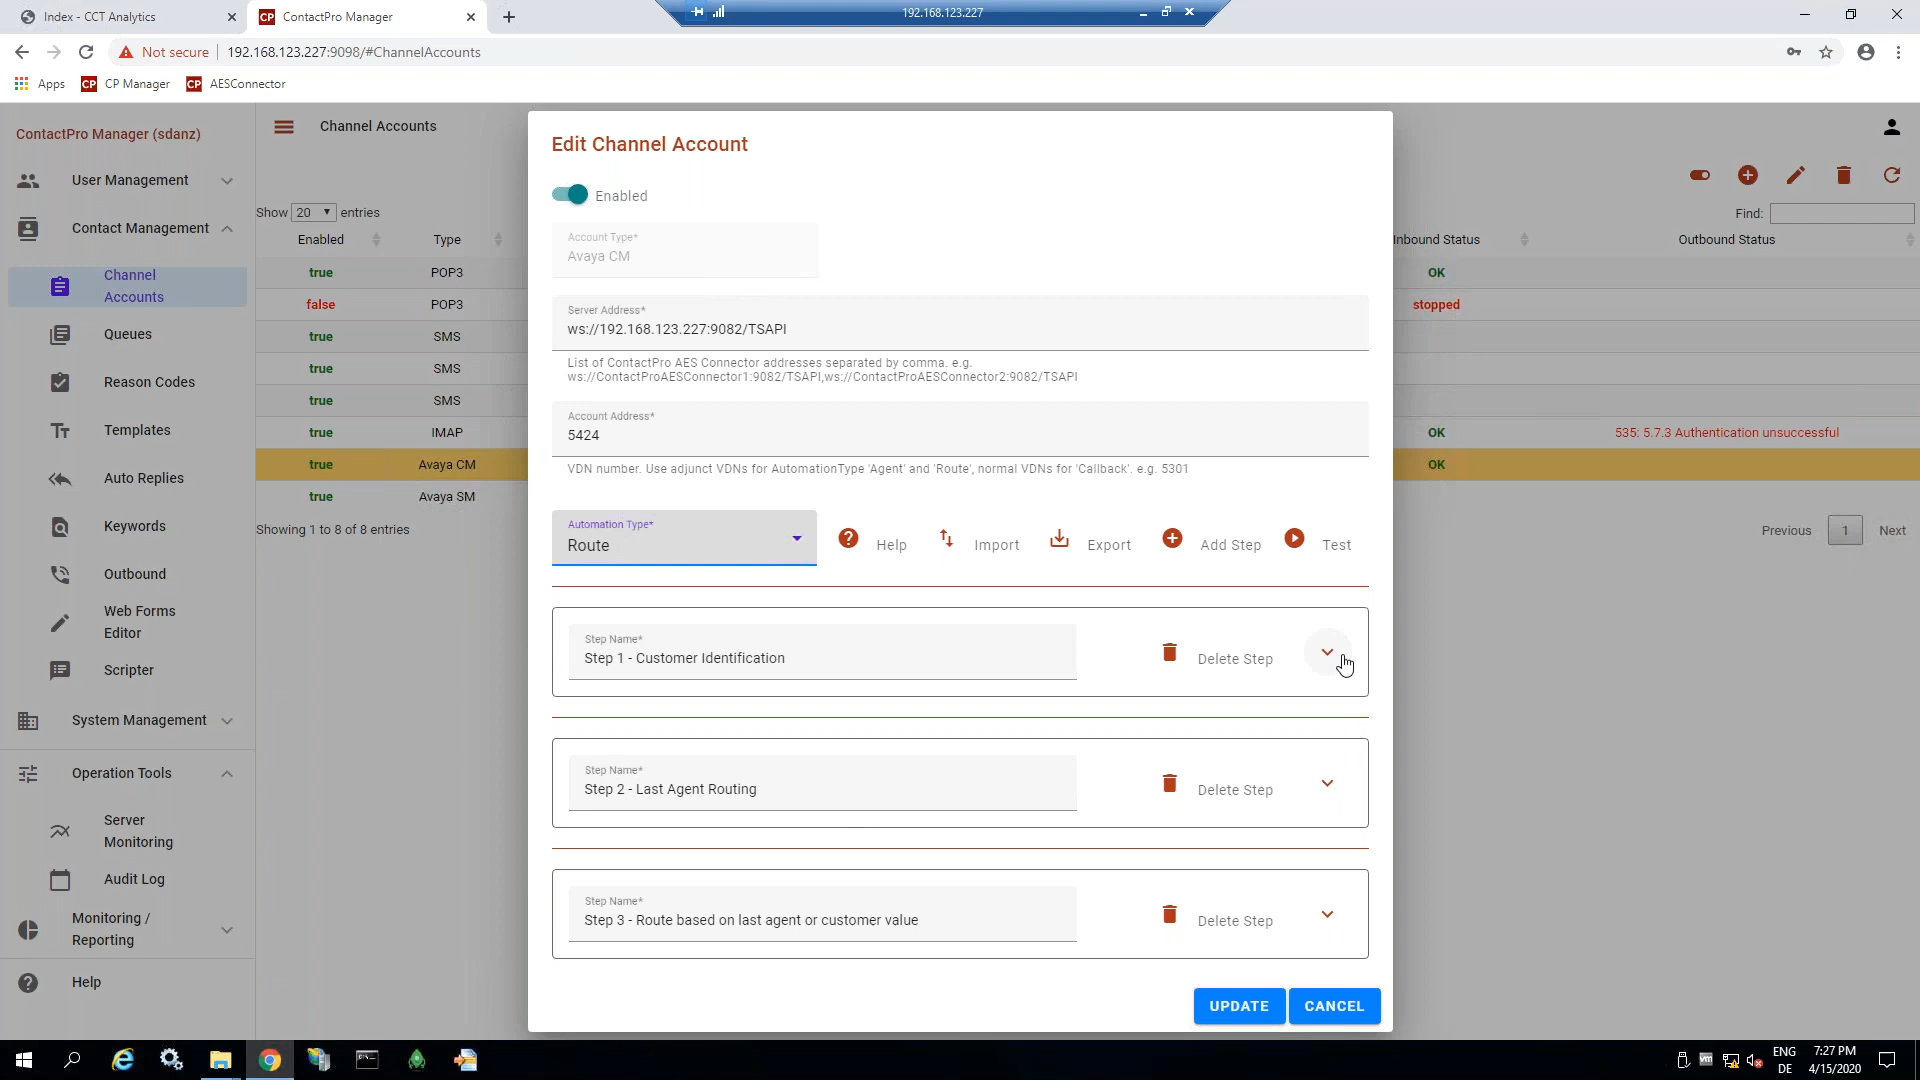 Index - CCT Analytics
CP ContactPro Manager
192.168.123.227
Not secure
192.168.123.227:9098/#ChannelAccounts
Apps
CP CP Manager
CP AESConnector
ContactPro Manager (sdanz)
User Management
Contact Management
Channel
Accounts
Queues
Reason Codes
Templates
Auto Replies
Keywords
Outbound
Web Forms
Editor
Scripter
System Management
Operation Tools
Server
Monitoring
Audit Log
Monitoring /
Reporting
Help
Channel Accounts
Show 20 entries
Find:
Enabled Type
true POP3
false POP3
true SMS
true SMS
true SMS
true IMAP
true Avaya CM
true Avaya SM
Showing 1 to 8 of 8 entries
Edit Channel Account
Enabled
Account Type*
Avaya CM
Server Address*
ws://192.168.123.227:9082/TSAPI
List of ContactPro AES Connector addresses separated by comma. e.g.
ws://ContactProAESConnector1:9082/TSAPI,ws://ContactProAESConnector2:9082/TSAPI
Account Address*
5424
VDN number. Use adjunct VDNs for AutomationType 'Agent' and 'Route', normal VDNs for 'Callback'. e.g. 5301
Automation Type*
Route
Help
Import
Export
Add Step
Test
Step Name*
Step 1 - Customer Identification
Delete Step
Step Name*
Step 2 - Last Agent Routing
Delete Step
Step Name*
Step 3 - Route based on last agent or customer value
Delete Step
UPDATE
CANCEL
Inbound Status Outbound Status
OK
stopped
OK 535: 5.7.3 Authentication unsuccessful
OK
Previous 1 Next
vm
ENG
DE
7:27 PM
4/15/2020